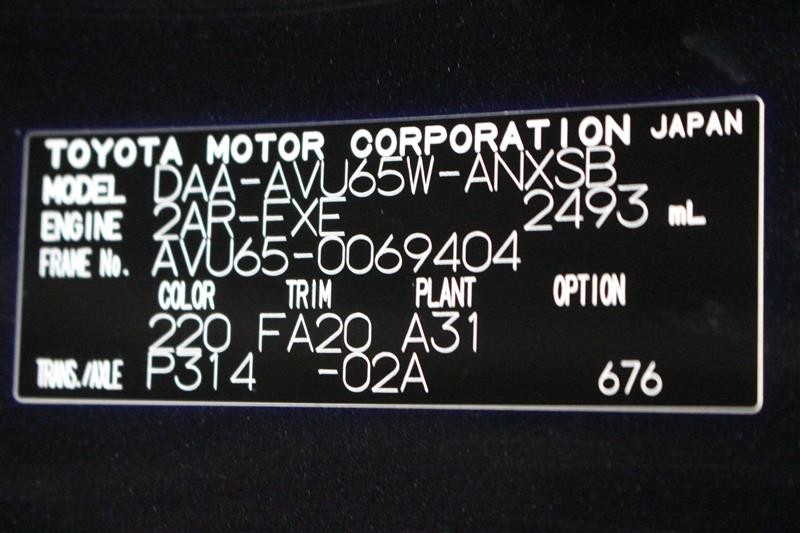 TOYOTA MOTOR CORPORATION JAPAN
MODEL DAA-AVU65W-ANXSB
ENGINE 2AR-FXE 2493 mL
FRAME No. AVU65-0069404
COLOR TRIM PLANT OPTION
220 FA20 A31
TRANS./AXLE P314 -02A 676